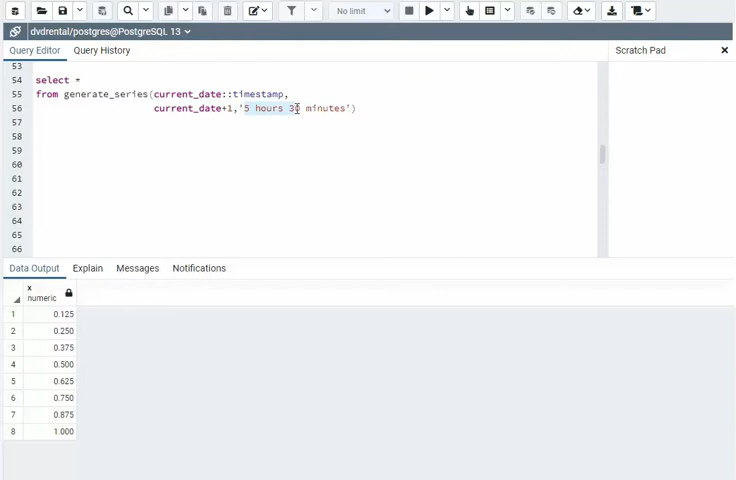 No limit
dvdrental/postgres@PostgreSQL 13
Query Editor
Query History
Scratch Pad
53
54 select *
55 from generate_series(current_date::timestamp,
56 current_date+1,'5 hours 30 minutes')
57
58
59
60
61
62
63
64
65
66
Data Output
Explain
Messages
Notifications
x
numeric
1 0.125
2 0.250
3 0.375
4 0.500
5 0.625
6 0.750
7 0.875
8 1.000